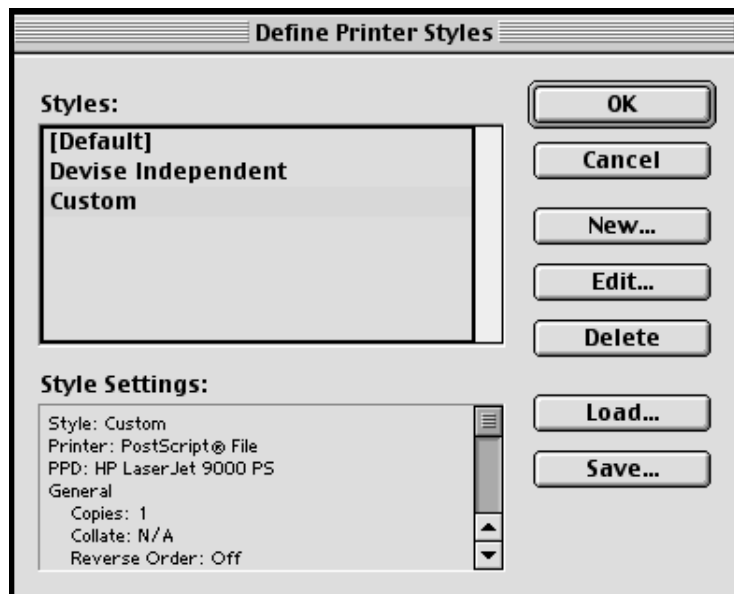 Define Printer Styles
Styles:
[Default]
Devise Independent
Custom
OK
Cancel
New...
Edit...
Delete
Style Settings:
Style: Custom
Printer: PostScript® File
PPD: HP LaserJet 9000 PS
General
Copies: 1
Collate: N/A
Reverse Order: Off
Load...
Save...